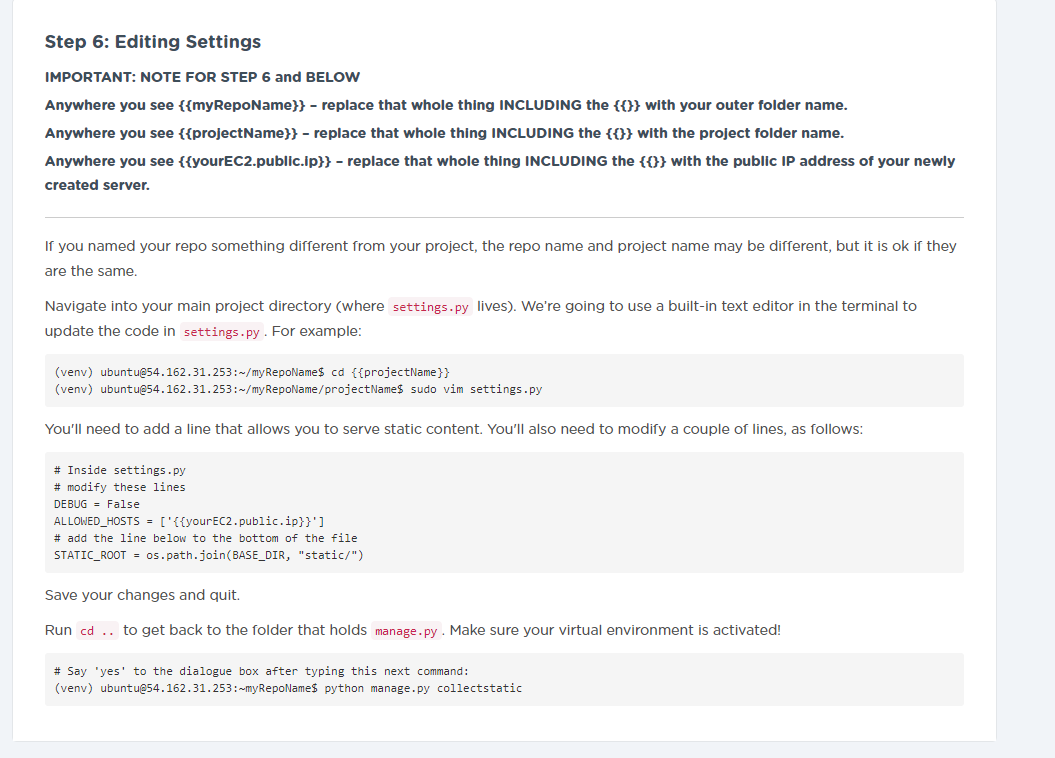 Step 6: Editing Settings
IMPORTANT: NOTE FOR STEP 6 and BELOW
Anywhere you see {{myRepoName}} – replace that whole thing INCLUDING the {{}} with your outer folder name.
Anywhere you see {{projectName}} – replace that whole thing INCLUDING the {{}} with the project folder name.
Anywhere you see {{yourEC2.public.ip}} – replace that whole thing INCLUDING the {{}} with the public IP address of your newly
created server.
If you named your repo something different from your project, the repo name and project name may be different, but it is ok if they
are the same.
Navigate into your main project directory (where settings.py lives). We're going to use a built-in text editor in the terminal to
update the code in settings.py. For example:
(venv) ubuntu@54.162.31.253:~/myRepoName$ cd {{projectName}}
(venv) ubuntu@54.162.31.253:~/myRepoName/projectName$ sudo vim settings.py
You'll need to add a line that allows you to serve static content. You'll also need to modify a couple of lines, as follows:
# Inside settings.py
# modify these lines
DEBUG = False
ALLOWED_HOSTS = ['{{yourEC2.public.ip}}']
# add the line below to the bottom of the file
STATIC_ROOT = os.path.join(BASE_DIR, "static/")
Save your changes and quit.
Run cd .. to get back to the folder that holds manage.py. Make sure your virtual environment is activated!
# Say 'yes' to the dialogue box after typing this next command:
(venv) ubuntu@54.162.31.253:~myRepoName$ python manage.py collectstatic